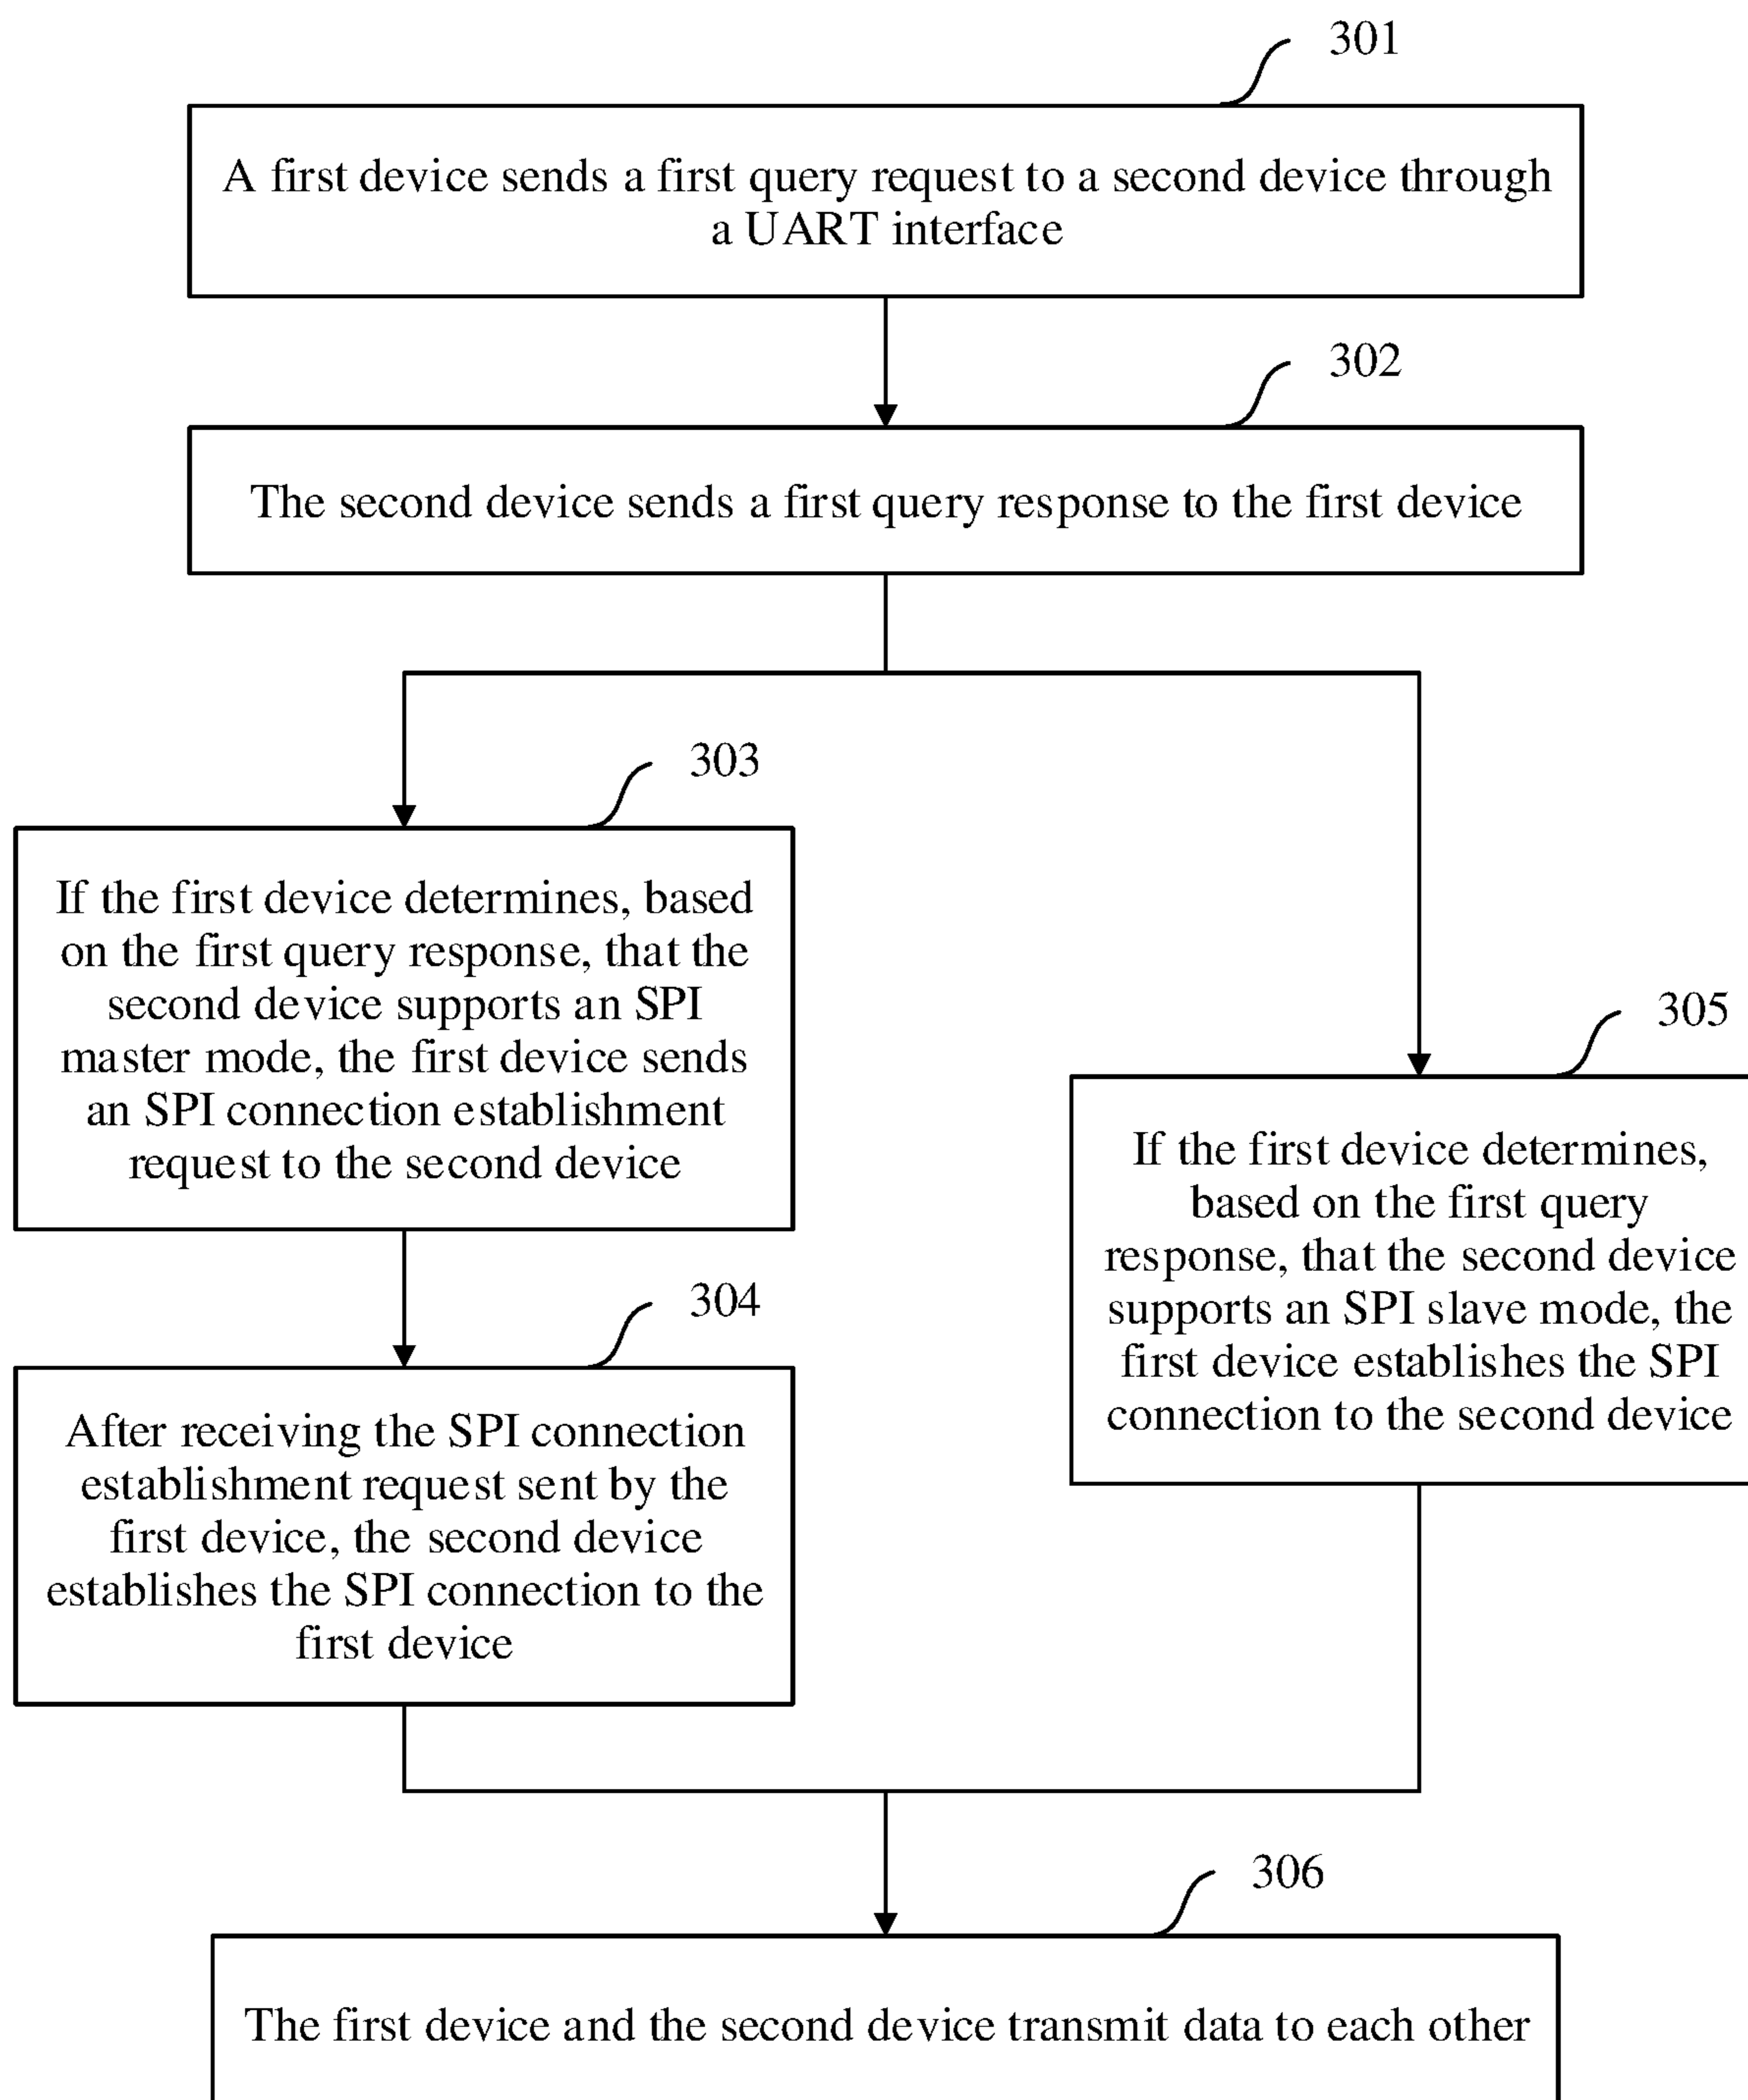 301
A first device sends a first query request to a second device through
a UART interface
302
The second device sends a first query response to the first device
303
If the first device determines, based
on the first query response, that the
second device supports an SPI
master mode, the first device sends
an SPI connection establishment
request to the second device
304
After receiving the SPI connection
establishment request sent by the
first device, the second device
establishes the SPI connection to the
first device
305
If the first device determines,
based on the first query
response, that the second device
supports an SPI slave mode, the
first device establishes the SPI
connection to the second device
306
The first device and the second device transmit data to each other